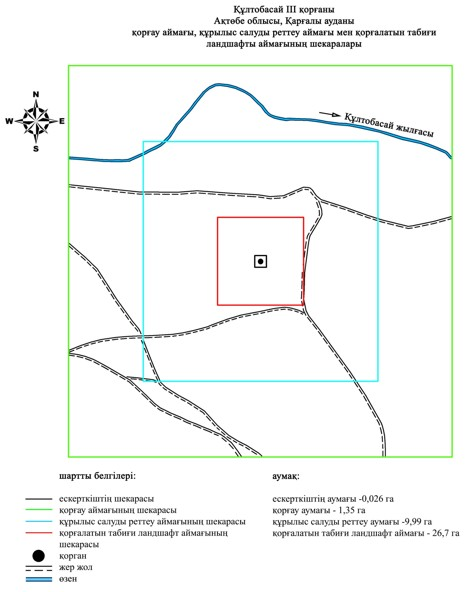 Құлтобасай III қорғаны
Ақтөбе облысы, Қарғалы ауданы
қорғау аймағы, құрылыс салуды реттеу аймағы мен қорғалатын табиғи
ландшафты аймағының шекаралары
N
W E
S
Құлтобасай жылғасы
шартты белгілері:
ескерткіштің шекарасы
қорғау аймағының шекарасы
құрылыс салуды реттеу аймағының шекарасы
қорғалатын табиғи ландшафт аймағының
шекарасы
қорған
жер жол
өзен
аумақ:
ескерткіштің аумағы -0,026 га
қорғау аумағы - 1,35 га
құрылыс салуды реттеу аумағы -9,99 га
қорғалатын табиғи ландшафт аймағы - 26,7 га